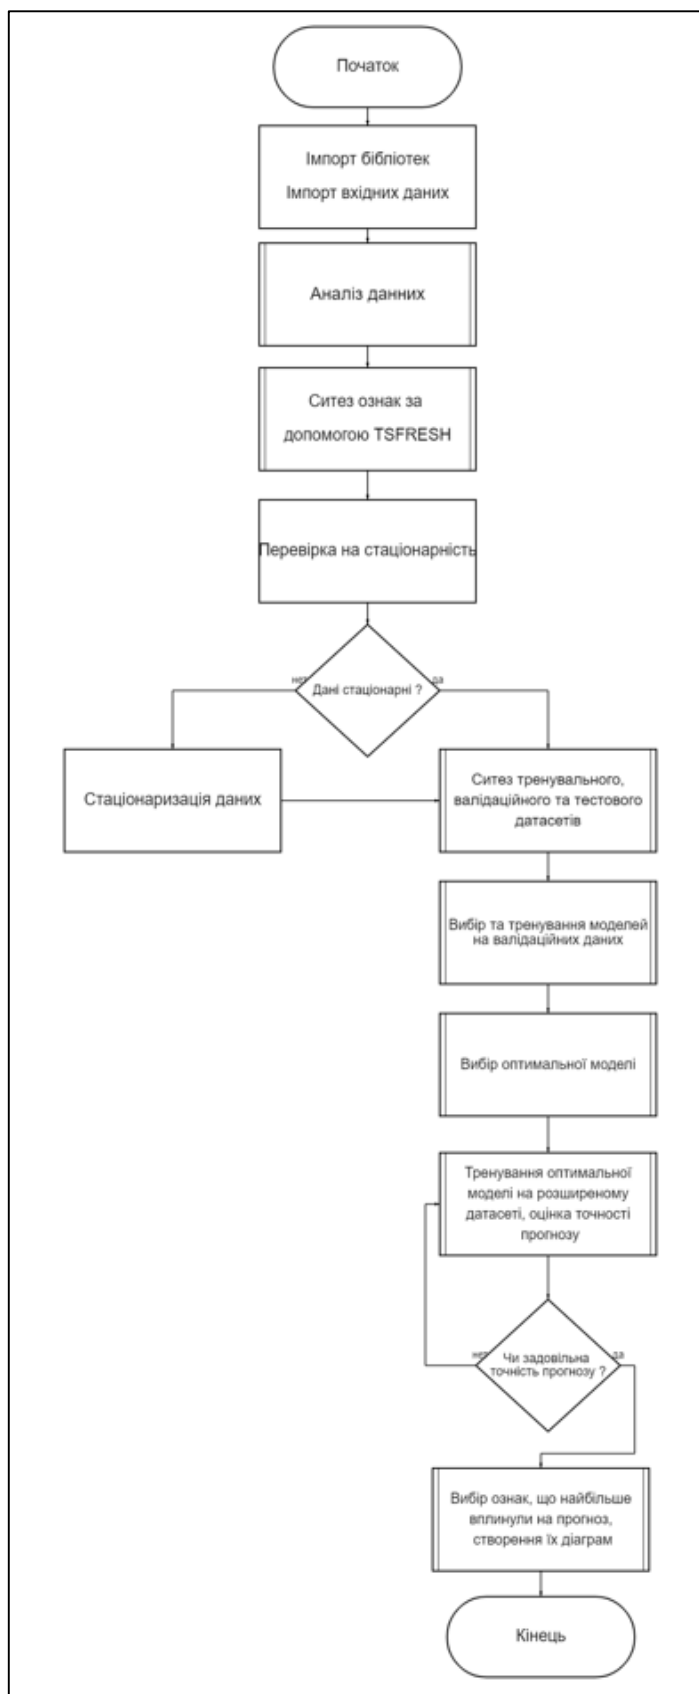 Початок
Імпорт бібліотек
Імпорт вхідних даних
Аналіз данних
Ситез ознак за
допомогою TSFRESH
Перевірка на стаціонарність
нет
Дані стаціонарні ?
да
Стаціонаризація даних
Ситез тренувального,
валідаційного та тестового
датасетів
Вибір та тренування моделей
на валідаційних даних
Вибір оптимальної моделі
Тренування оптимальної
моделі на розширеному
датасеті, оцінка точності
прогнозу
нет
Чи задовільна
точність прогнозу ?
да
Вибір ознак, що найбільше
вплинули на прогноз,
створення їх діаграм
Кінець